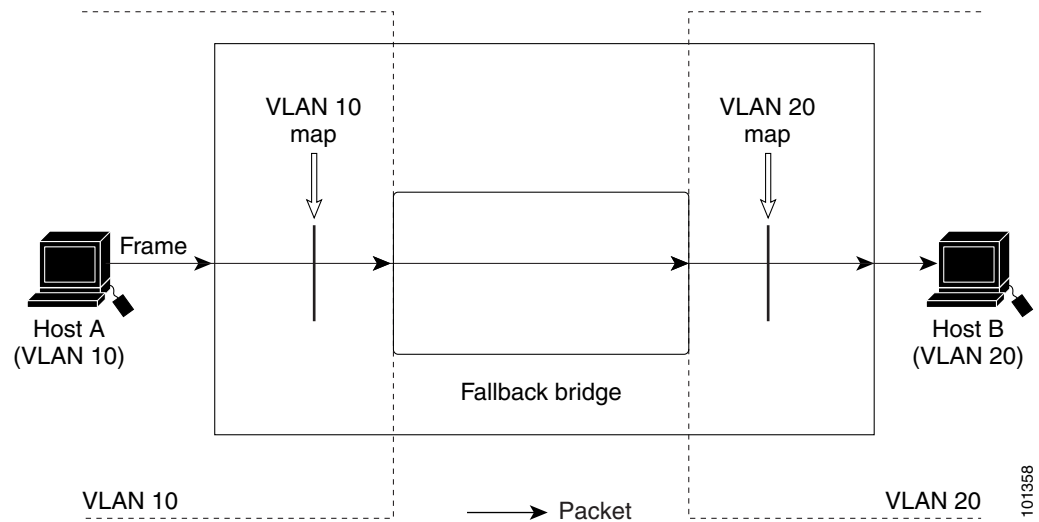 VLAN 10
map
VLAN 20
map
Frame
Host A
(VLAN 10)
Host B
(VLAN 20)
Fallback bridge
VLAN 10
VLAN 20
Packet
101358